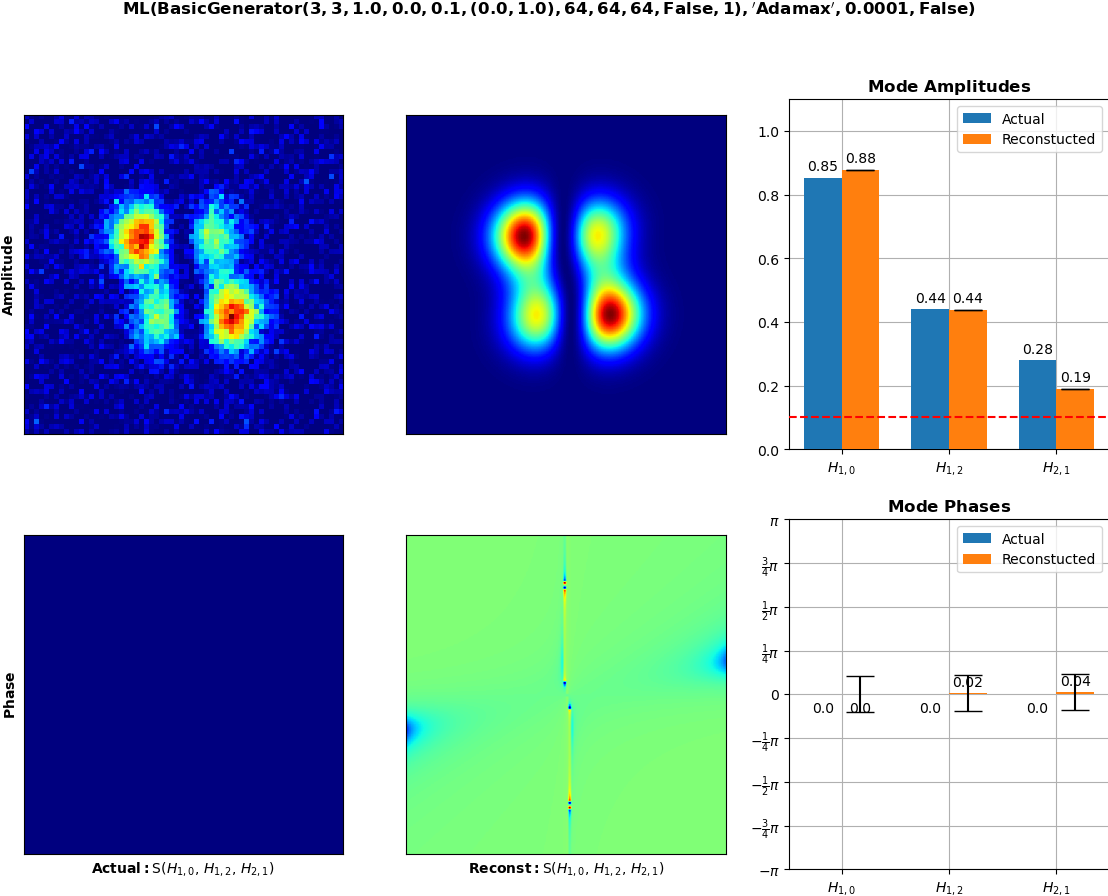 ML(BasicGenerator(3, 3, 1.0, 0.0, 0.1, (0.0, 1.0), 64, 64, 64, False, 1), ′Adamax′, 0.0001, False)
Amplitude
Mode Amplitudes
Actual
Reconstucted
1.0
0.8
0.6
0.4
0.2
0.0
0.85
0.88
0.44
0.44
0.28
0.19
H1,0
H1,2
H2,1
Phase
Actual: S(H1,0, H1,2, H2,1)
Reconst: S(H1,0, H1,2, H2,1)
Mode Phases
Actual
Reconstucted
π
3/4π
1/2π
1/4π
0
−1/4π
−1/2π
−3/4π
−π
0.0
0.0
0.0
0.02
0.0
0.04
H1,0
H1,2
H2,1